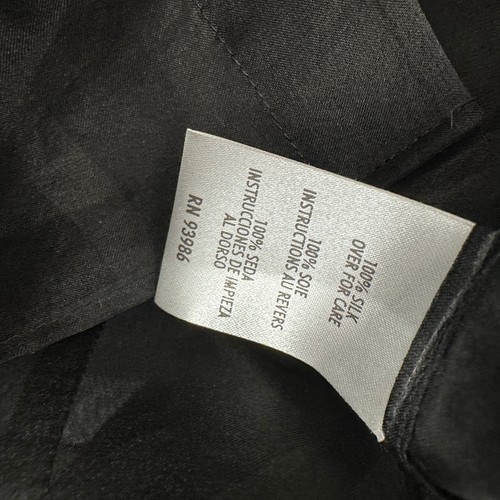 100% SILK
OVER FOR CARE
100% SOIE
INSTRUCTIONS AU REVERS
100% SEDA
INSTRUCCIONES DE IMPIEZA
AL DORSO
RN 93986